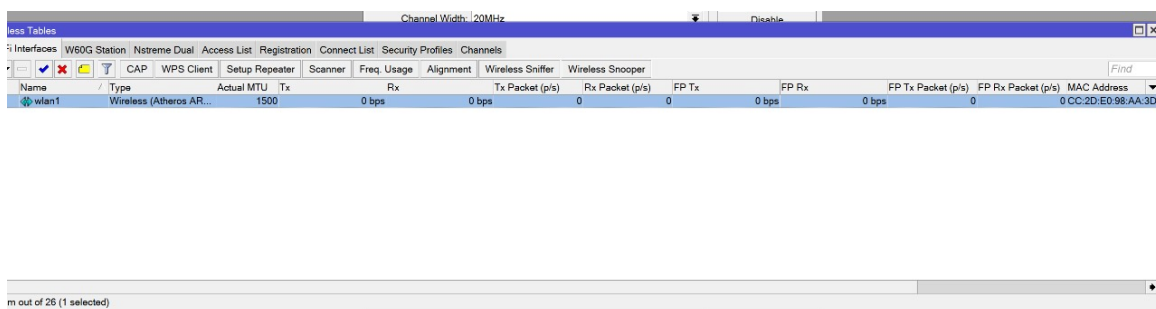 Channel Width: 20MHz Disable
less Tables
Fi Interfaces W60G Station Nstreme Dual Access List Registration Connect List Security Profiles Channels
CAP WPS Client Setup Repeater Scanner Freq. Usage Alignment Wireless Sniffer Wireless Snooper Find
Name / Type Actual MTU Tx Rx Tx Packet (p/s) Rx Packet (p/s) FP Tx FP Rx FP Tx Packet (p/s) FP Rx Packet (p/s) MAC Address
wlan1 Wireless (Atheros AR... 1500 0 bps 0 bps 0 0 0 bps 0 bps 0 0 CC:2D:E0:98:AA:3D
m out of 26 (1 selected)